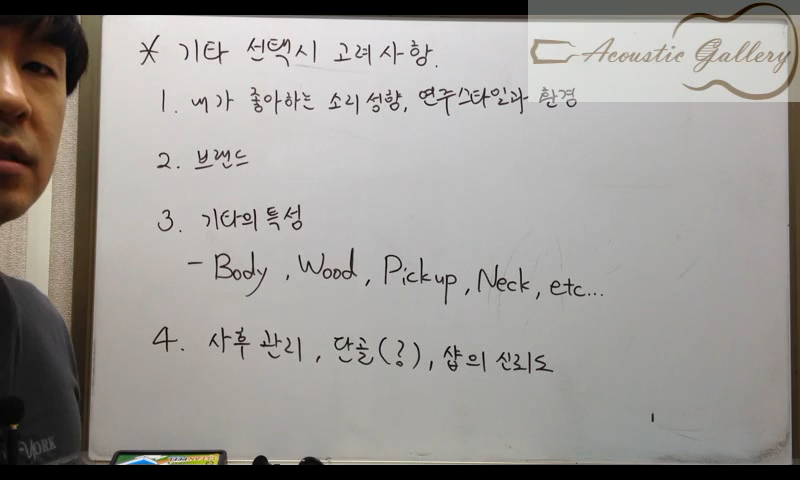 * 기타 선택시 고려사항.
Acoustic Gallery
1. 내가 좋아하는 소리성향, 연주스타일과 환경
2. 브랜드
3. 기타의 특성
- Body, Wood, Pickup, Neck, etc...
4. 사후관리, 단골(?), 샵의 신뢰도
YORK